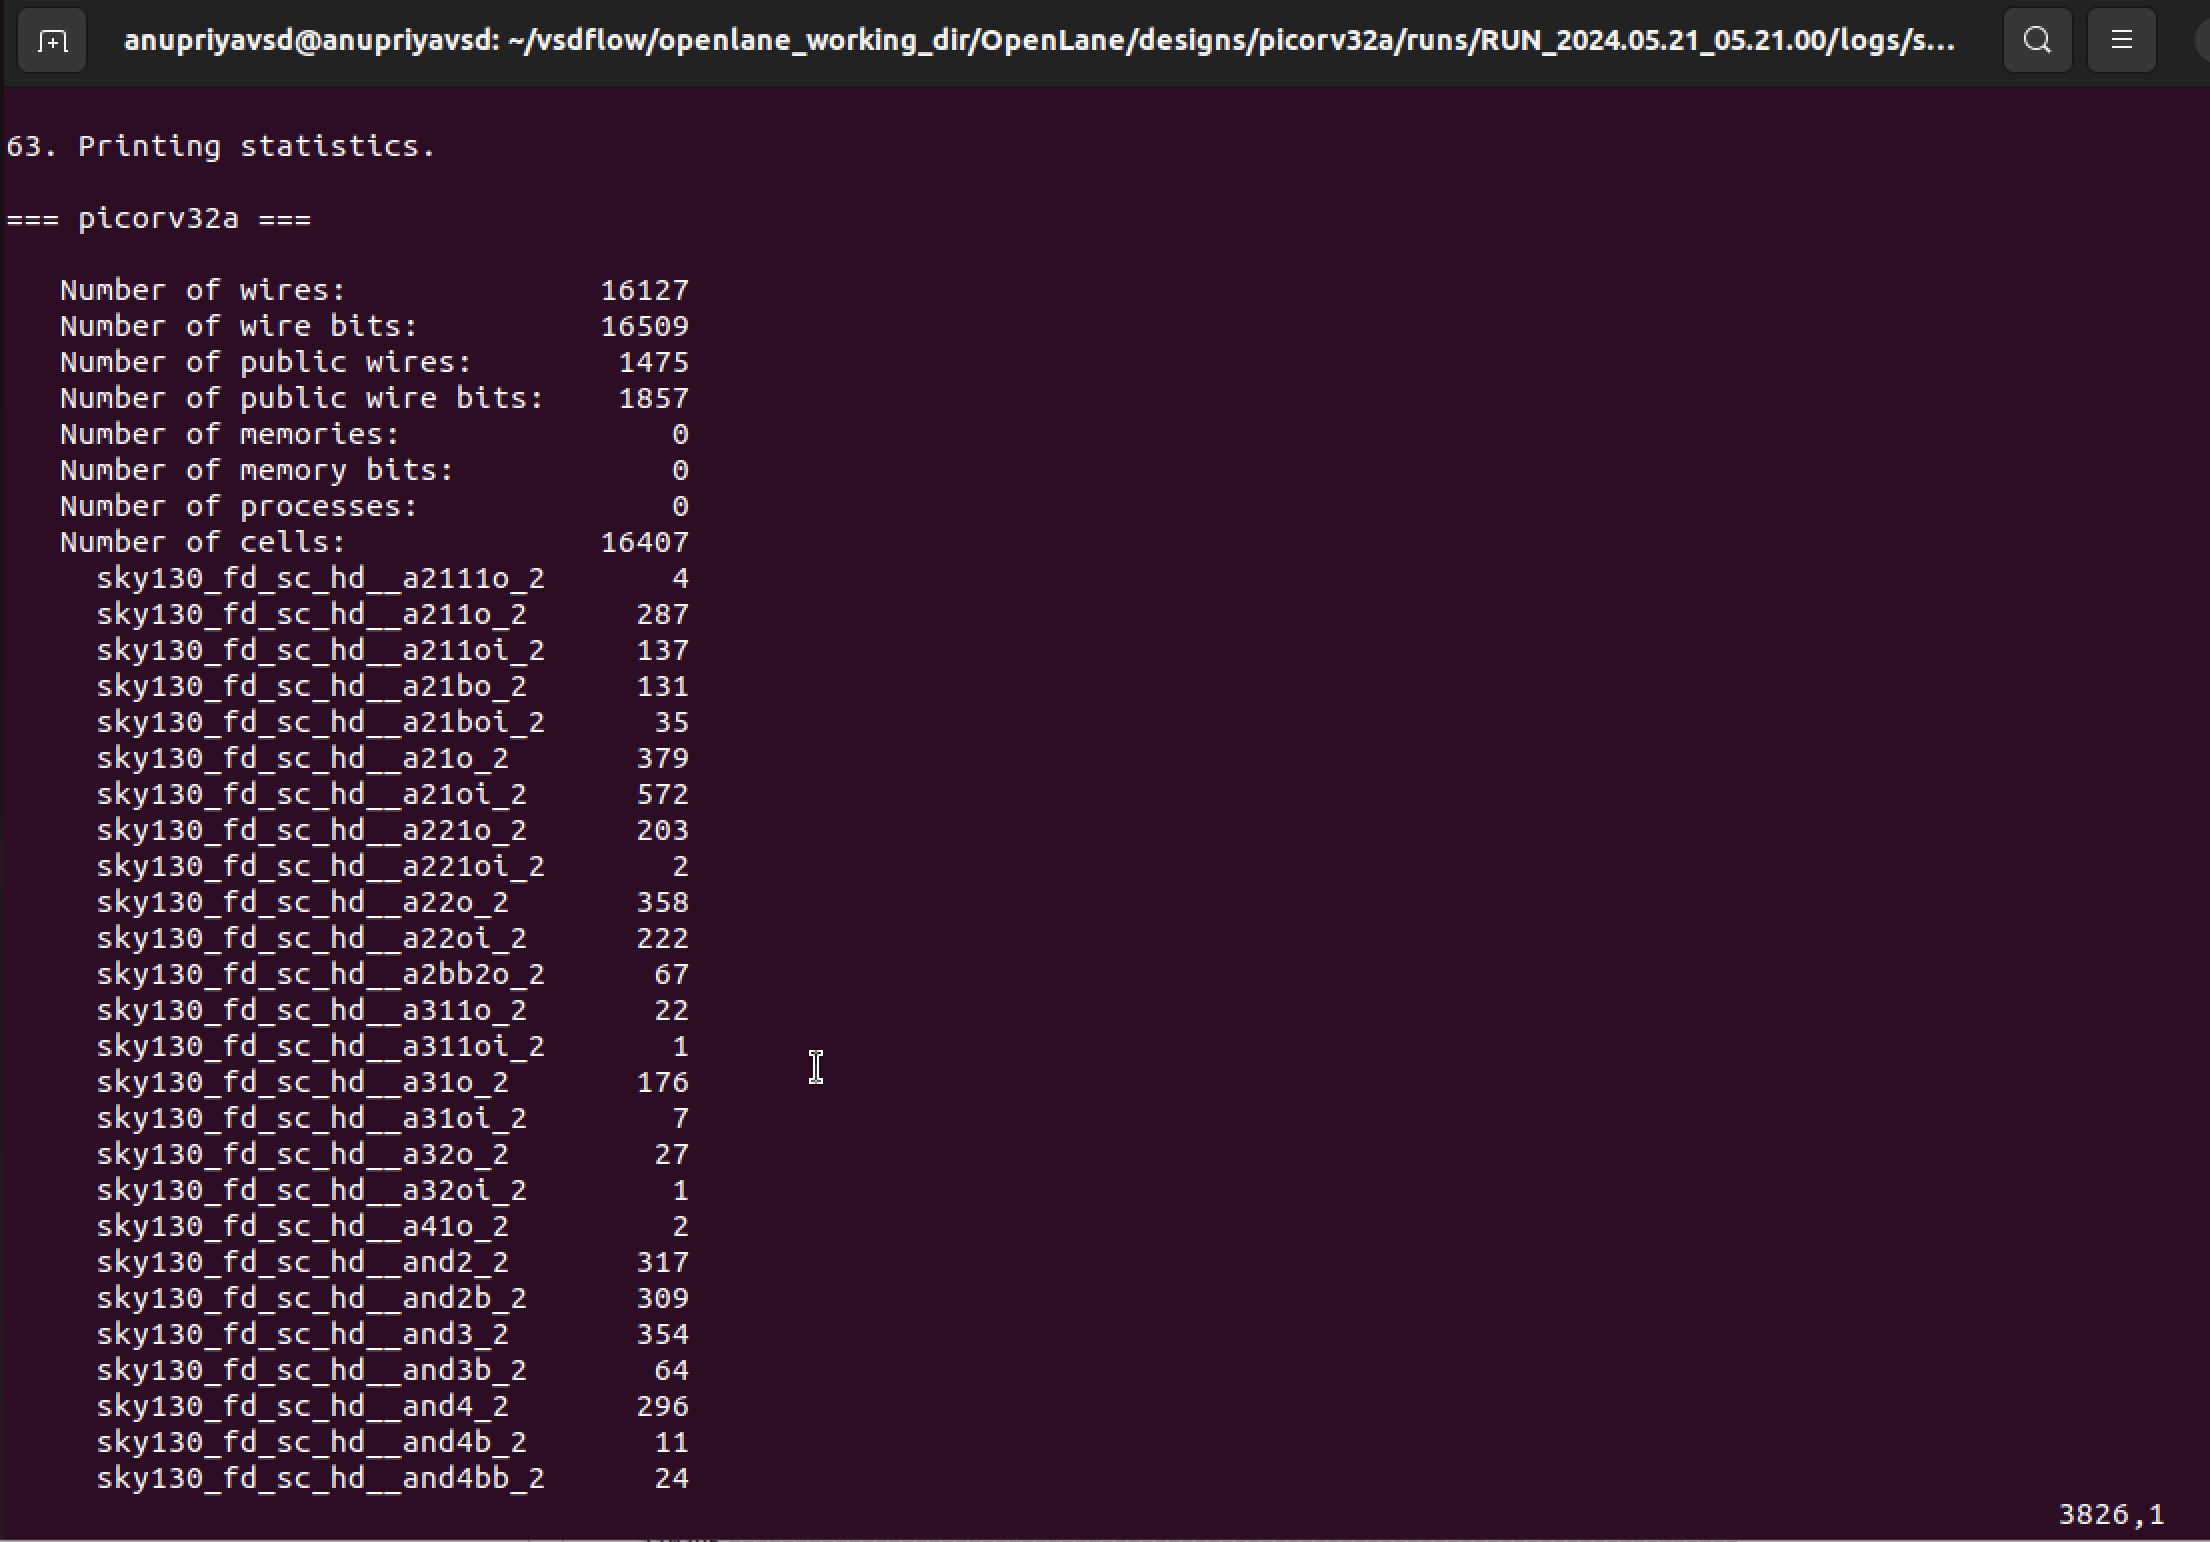 anupriyavsd@anupriyavsd: ~/vsdflow/openlane_working_dir/OpenLane/designs/picorv32a/runs/RUN_2024.05.21_05.21.00/logs/s...
63. Printing statistics.
=== picorv32a ===
Number of wires: 16127
Number of wire bits: 16509
Number of public wires: 1475
Number of public wire bits: 1857
Number of memories: 0
Number of memory bits: 0
Number of processes: 0
Number of cells: 16407
sky130_fd_sc_hd__a2111o_2 4
sky130_fd_sc_hd__a211o_2 287
sky130_fd_sc_hd__a211oi_2 137
sky130_fd_sc_hd__a21bo_2 131
sky130_fd_sc_hd__a21boi_2 35
sky130_fd_sc_hd__a21o_2 379
sky130_fd_sc_hd__a21oi_2 572
sky130_fd_sc_hd__a221o_2 203
sky130_fd_sc_hd__a221oi_2 2
sky130_fd_sc_hd__a22o_2 358
sky130_fd_sc_hd__a22oi_2 222
sky130_fd_sc_hd__a2bb2o_2 67
sky130_fd_sc_hd__a311o_2 22
sky130_fd_sc_hd__a311oi_2 1
sky130_fd_sc_hd__a31o_2 176
sky130_fd_sc_hd__a31oi_2 7
sky130_fd_sc_hd__a32o_2 27
sky130_fd_sc_hd__a32oi_2 1
sky130_fd_sc_hd__a41o_2 2
sky130_fd_sc_hd__and2_2 317
sky130_fd_sc_hd__and2b_2 309
sky130_fd_sc_hd__and3_2 354
sky130_fd_sc_hd__and3b_2 64
sky130_fd_sc_hd__and4_2 296
sky130_fd_sc_hd__and4b_2 11
sky130_fd_sc_hd__and4bb_2 24
3826,1